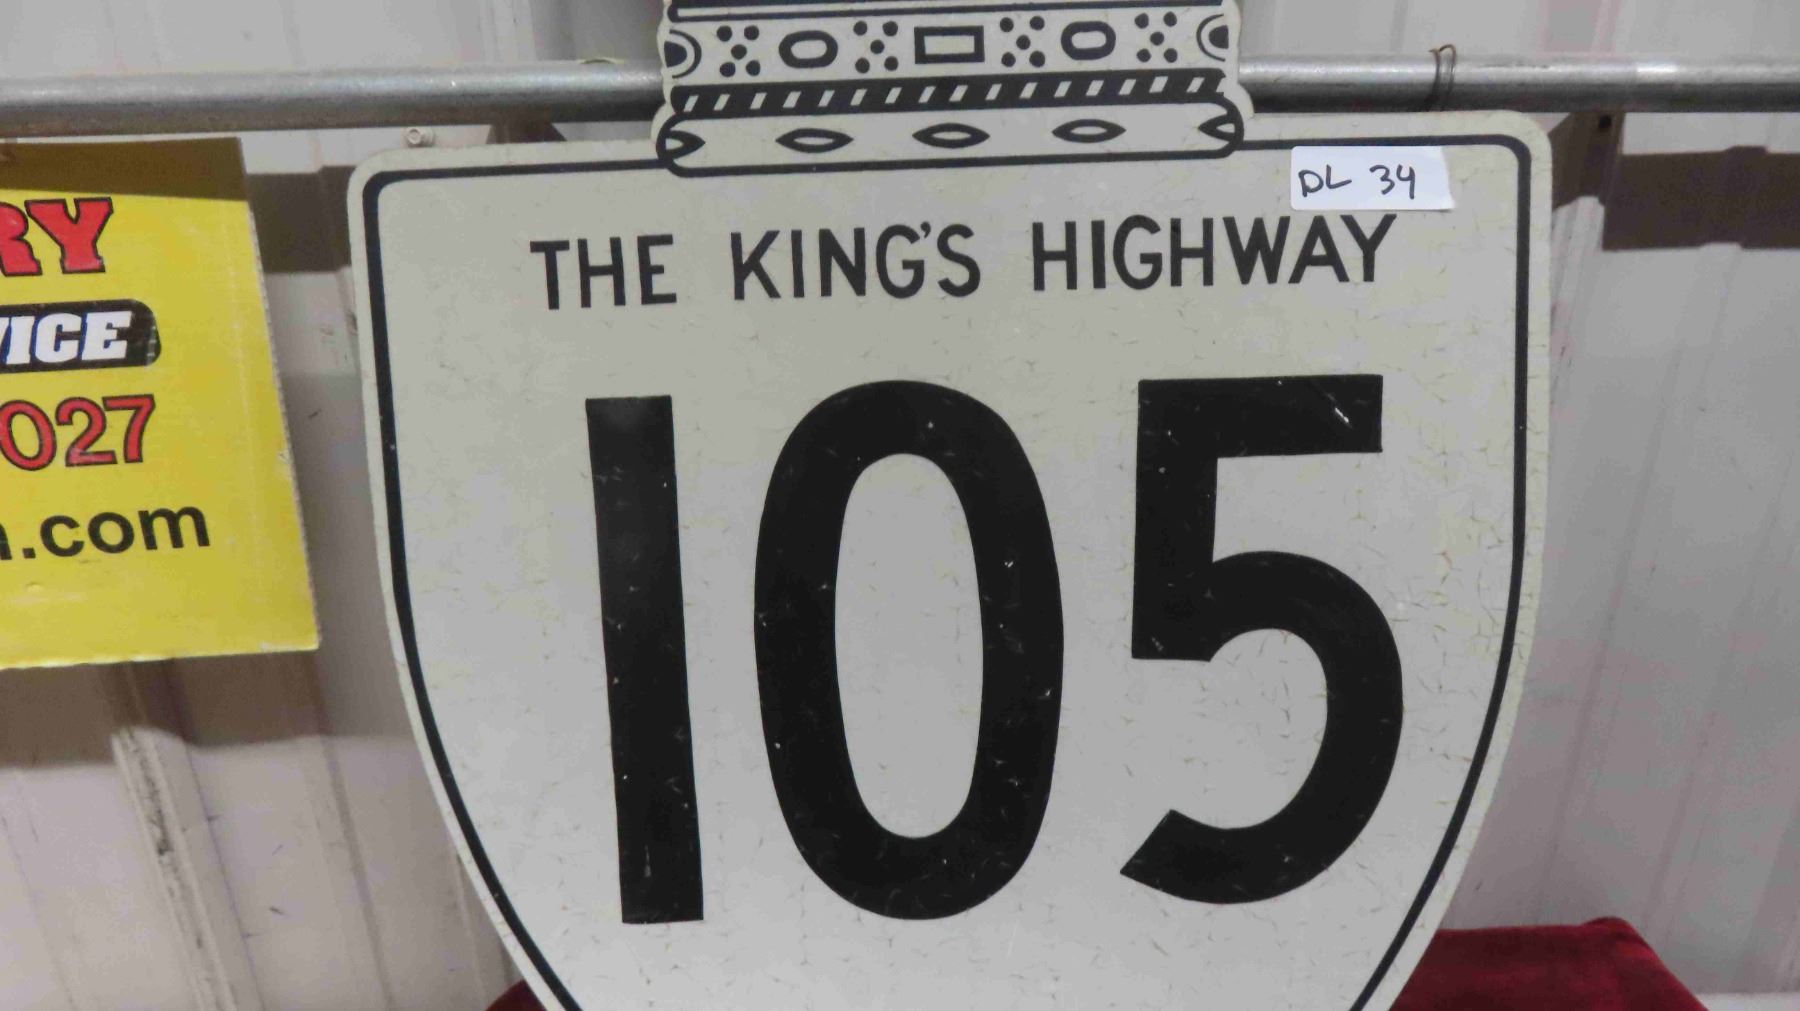 DL 34
THE KING'S HIGHWAY
105
RY
VICE
027
.com